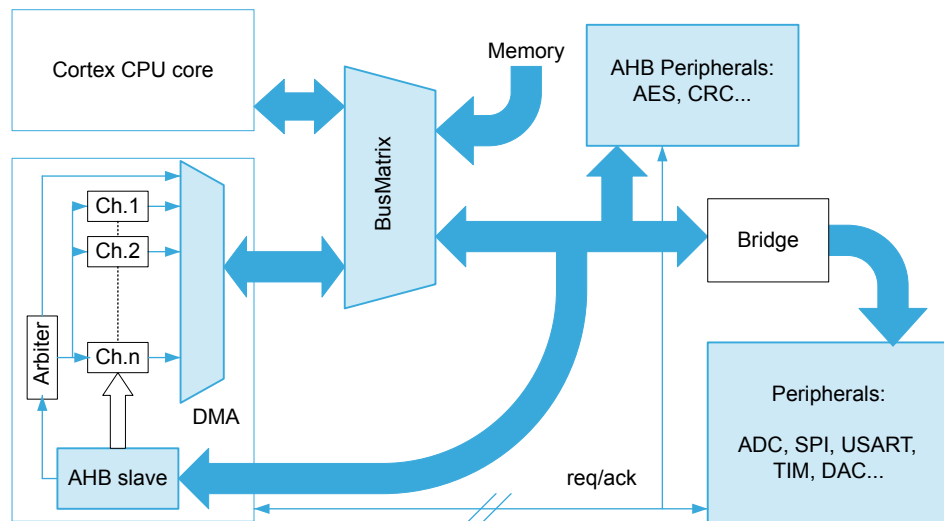 Cortex CPU core
Memory
AHB Peripherals:
AES, CRC...
BusMatrix
Ch.1
Ch.2
Ch.n
Arbiter
DMA
AHB slave
Bridge
Peripherals:
ADC, SPI, USART,
TIM, DAC...
req/ack